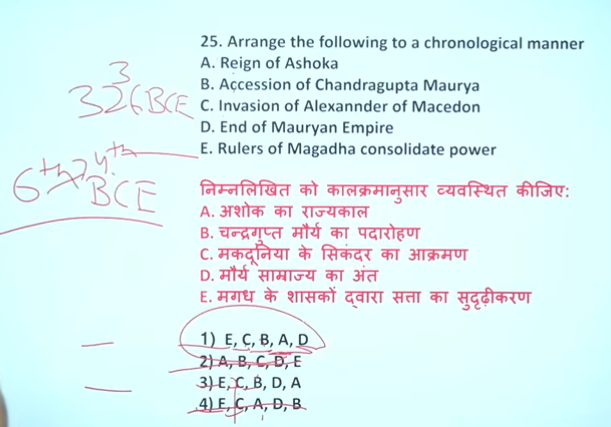 25. Arrange the following to a chronological manner
A. Reign of Ashoka
B. Accession of Chandragupta Maurya
3
326 BCE
C. Invasion of Alexannder of Macedon
D. End of Mauryan Empire
E. Rulers of Magadha consolidate power
6th 4th
BCE
निम्नलिखित को कालक्रमानुसार व्यवस्थित कीजिए:
A. अशोक का राज्यकाल
B. चन्द्रगुप्त मौर्य का पदारोहण
C. मकदूनिया के सिकंदर का आक्रमण
D. मौर्य साम्राज्य का अंत
E. मगध के शासकों द्वारा सत्ता का सुदृढ़ीकरण
1) E, C, B, A, D
2) A, B, C, D, E
3) E, C, B, D, A
4) E, C, A, D, B